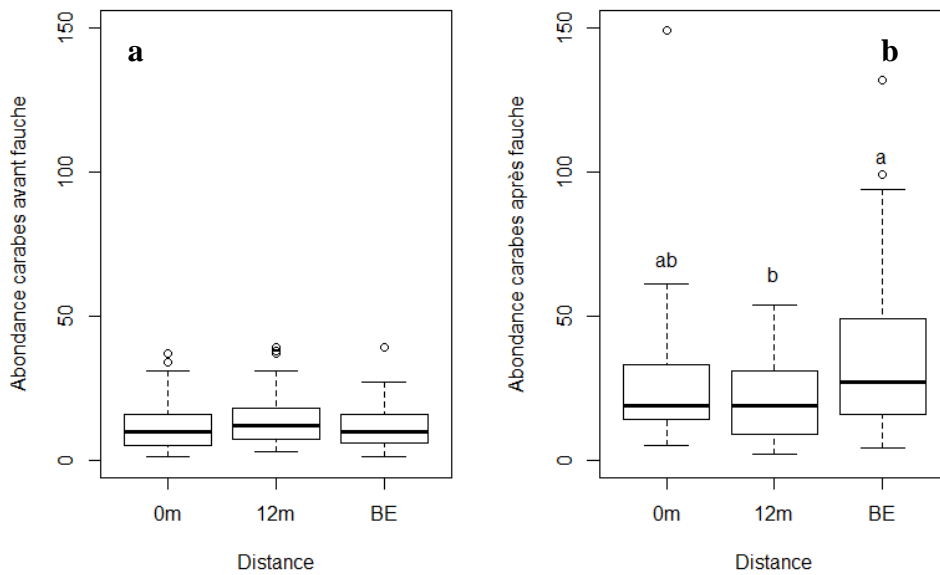 a
Abondance carabes avant fauche
150
100
50
0
0m 12m BE
Distance
b
Abondance carabes après fauche
150
100
50
0
ab
b
a
0m 12m BE
Distance